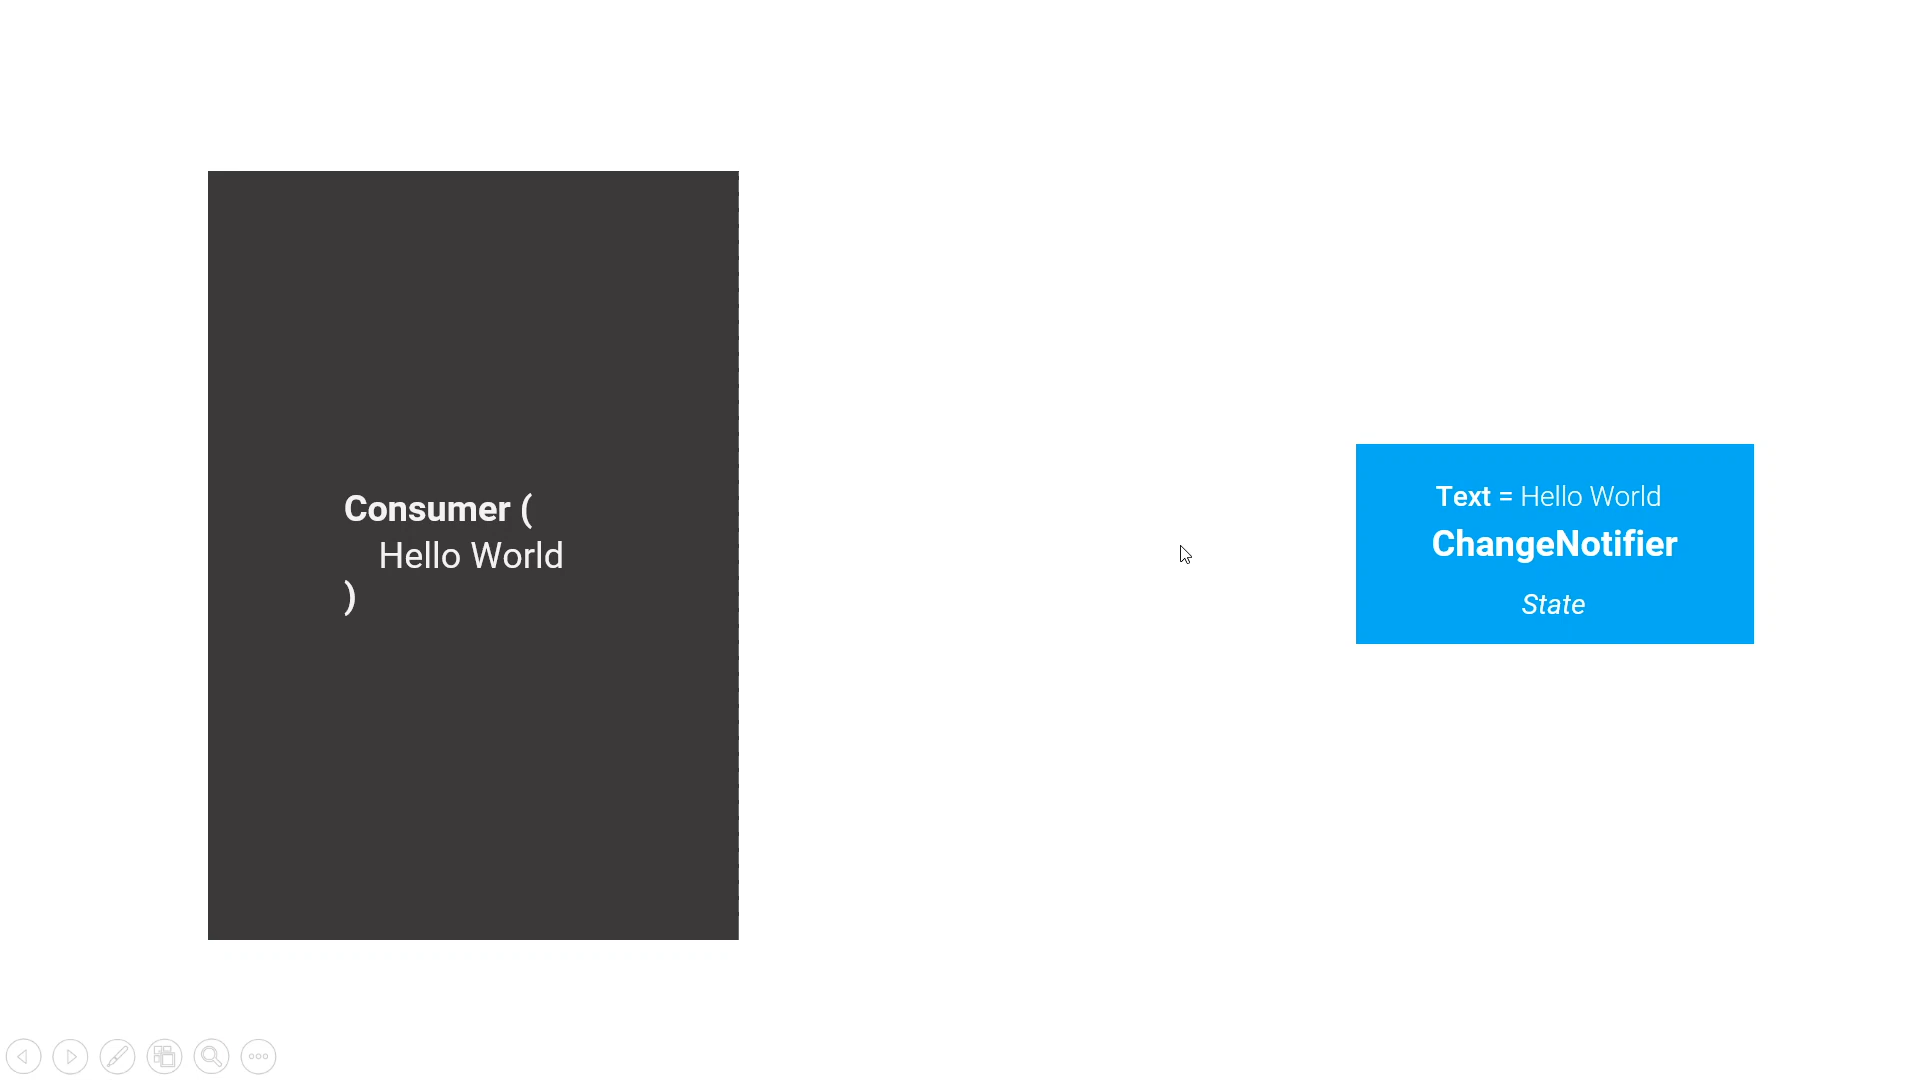 Consumer (
Hello World
)
Text = Hello World
ChangeNotifier
State